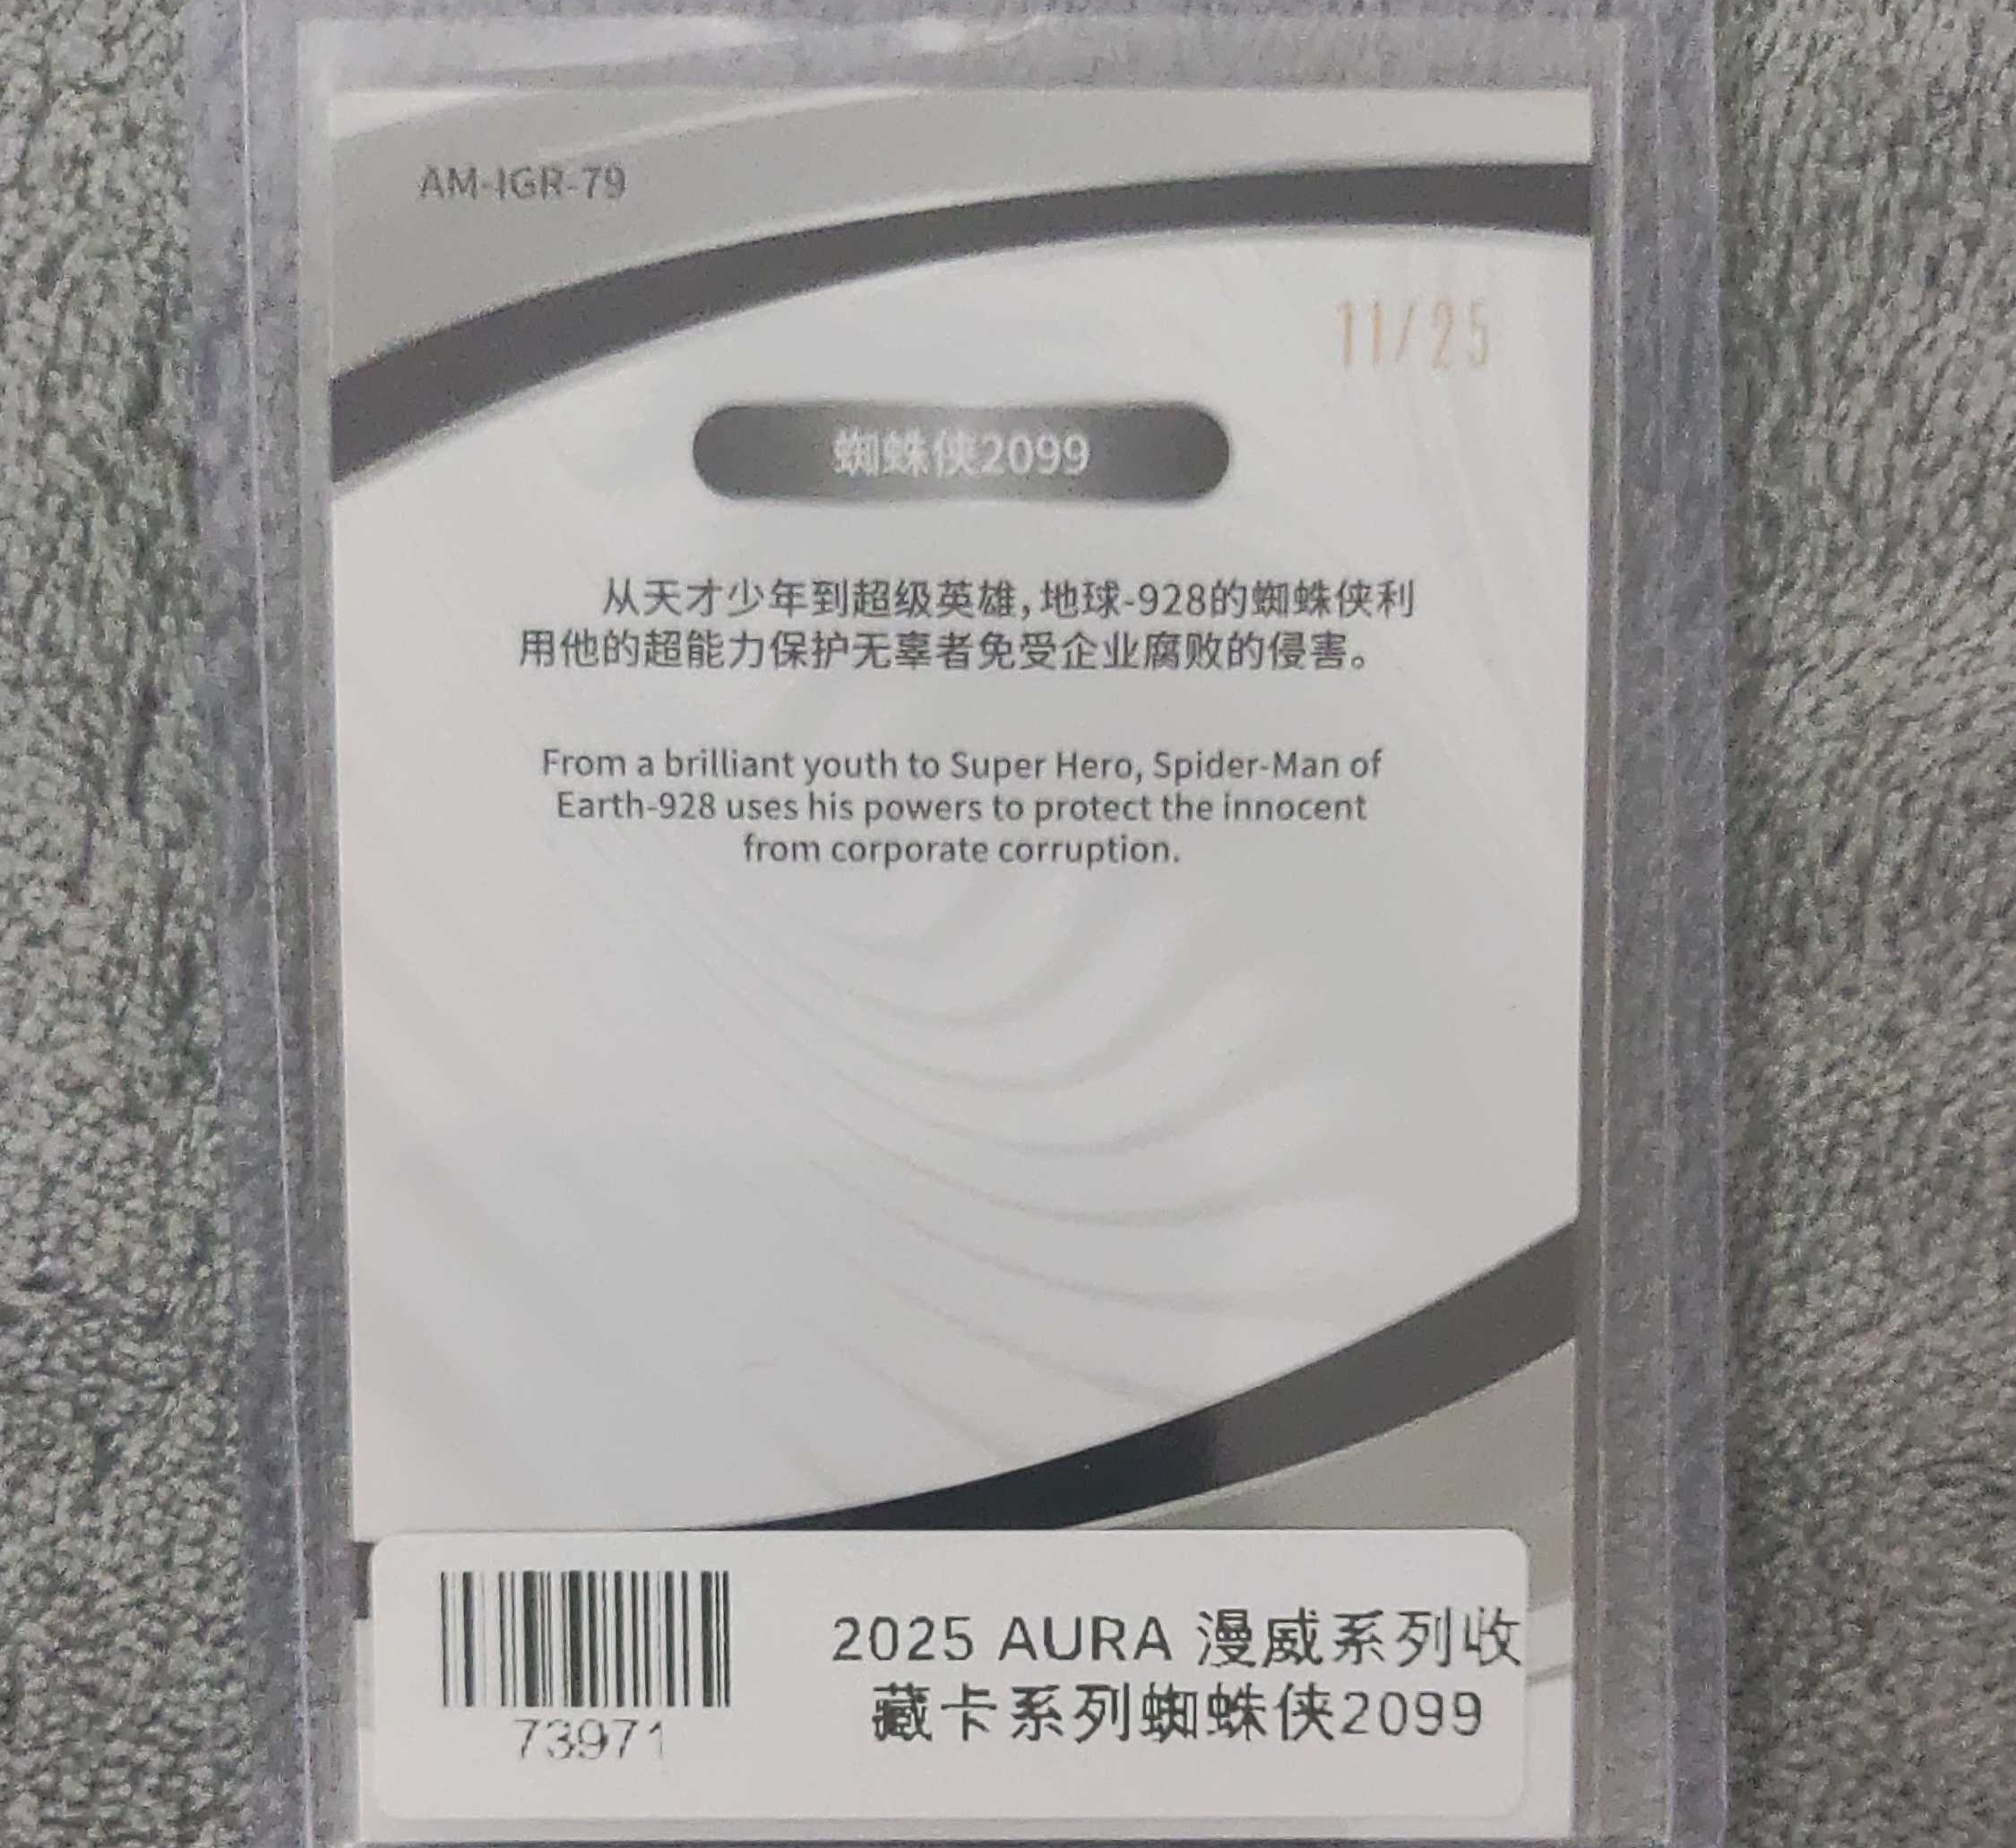 AM-IGR-79
11/25
蜘蛛侠2099
从天才少年到超级英雄,地球-928的蜘蛛侠利
用他的超能力保护无辜者免受企业腐败的侵害。
From a brilliant youth to Super Hero, Spider-Man of
Earth-928 uses his powers to protect the innocent
from corporate corruption.
2025 AURA 漫威系列收
藏卡系列蜘蛛侠2099
73971